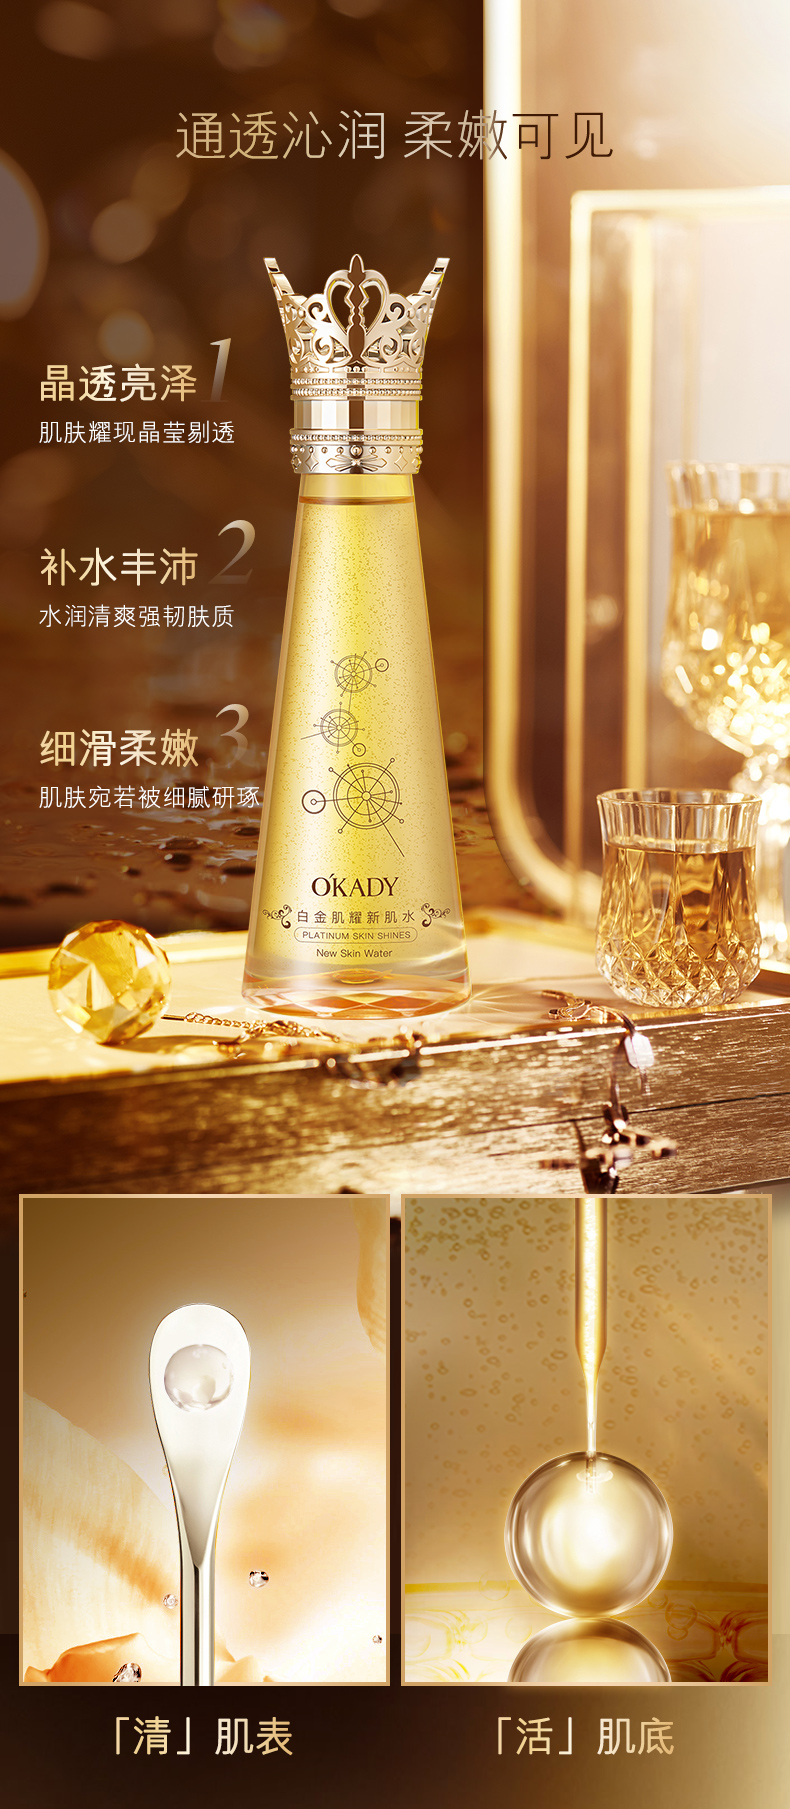 通透沁润 柔嫩可见
晶透亮泽 1
肌肤耀现晶莹剔透
补水丰沛 2
水润清爽强韧肤质
细滑柔嫩 3
肌肤宛若被细腻研琢
O'KADY
白金肌耀新肌水
PLATINUM SKIN SHINES
New Skin Water
「清」肌表
「活」肌底